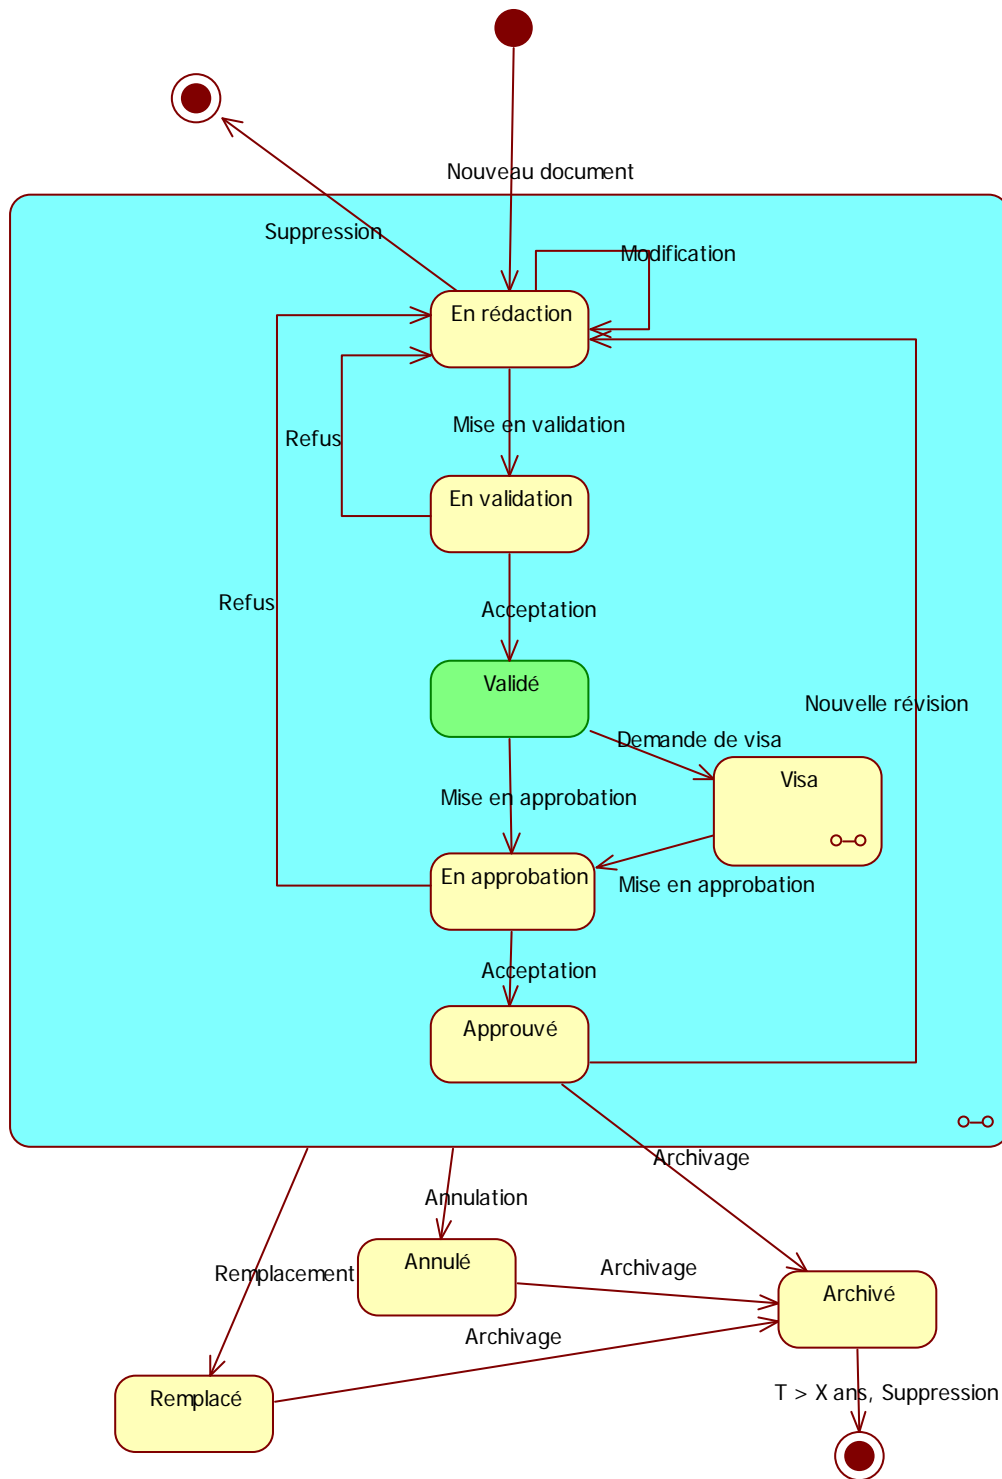 Nouveau document
Suppression
Modification
En rédaction
Mise en validation
Refus
En validation
Refus
Acceptation
Validé
Nouvelle révision
Demande de visa
Visa
Mise en approbation
En approbation
Mise en approbation
Acceptation
Approuvé
Archivage
Annulation
Annulé
Archivage
Remplacement
Archivé
Archivage
Remplacé
T > X ans, Suppression